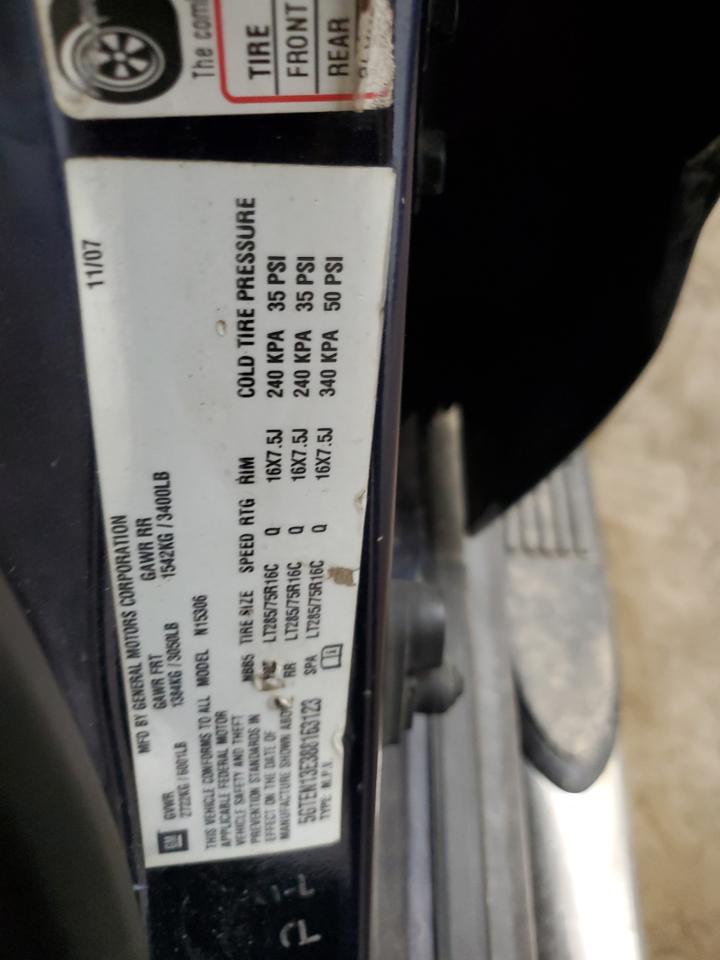 The com
TIRE
FRONT
REAR
11/07
MFD BY GENERAL MOTORS CORPORATION
GM GVWR GAWR FRT GAWR RR
2722KG/6001LB 1384KG/3050LB 1542KG/3400LB
THIS VEHICLE CONFORMS TO ALL MODEL N15306
APPLICABLE FEDERAL MOTOR
VEHICLE SAFETY AND THEFT
PREVENTION STANDARDS IN
EFFECT ON THE DATE OF
MANUFACTURE SHOWN ABOVE
5GTEN13E388163123
TYPE M.P.V
NB65 TIRE SIZE SPEED RTG RIM COLD TIRE PRESSURE
LT285/75R16C Q 16X7.5J 240 KPA 35 PSI
RR LT285/75R16C Q 16X7.5J 240 KPA 35 PSI
SPA LT285/75R16C Q 16X7.5J 340 KPA 50 PSI